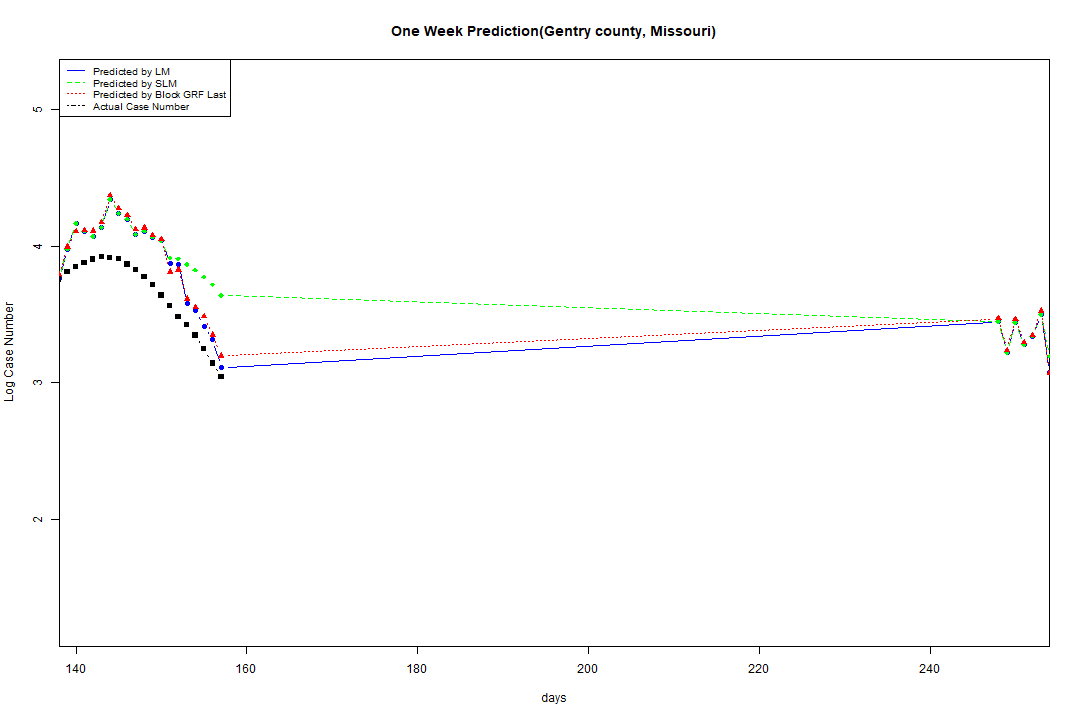 One Week Prediction(Gentry county, Missouri)
Predicted by LM
Predicted by SLM
Predicted by Block GRF Last
Actual Case Number
5
4
3
2
Log Case Number
140 160 180 200 220 240
days